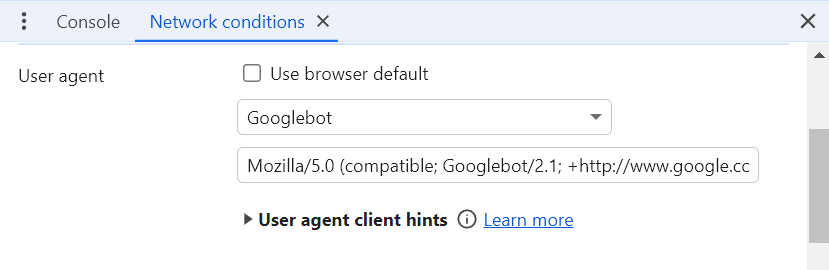 Console Network conditions
User agent
Use browser default
Googlebot
Mozilla/5.0 (compatible; Googlebot/2.1; +http://www.google.cc
User agent client hints Learn more